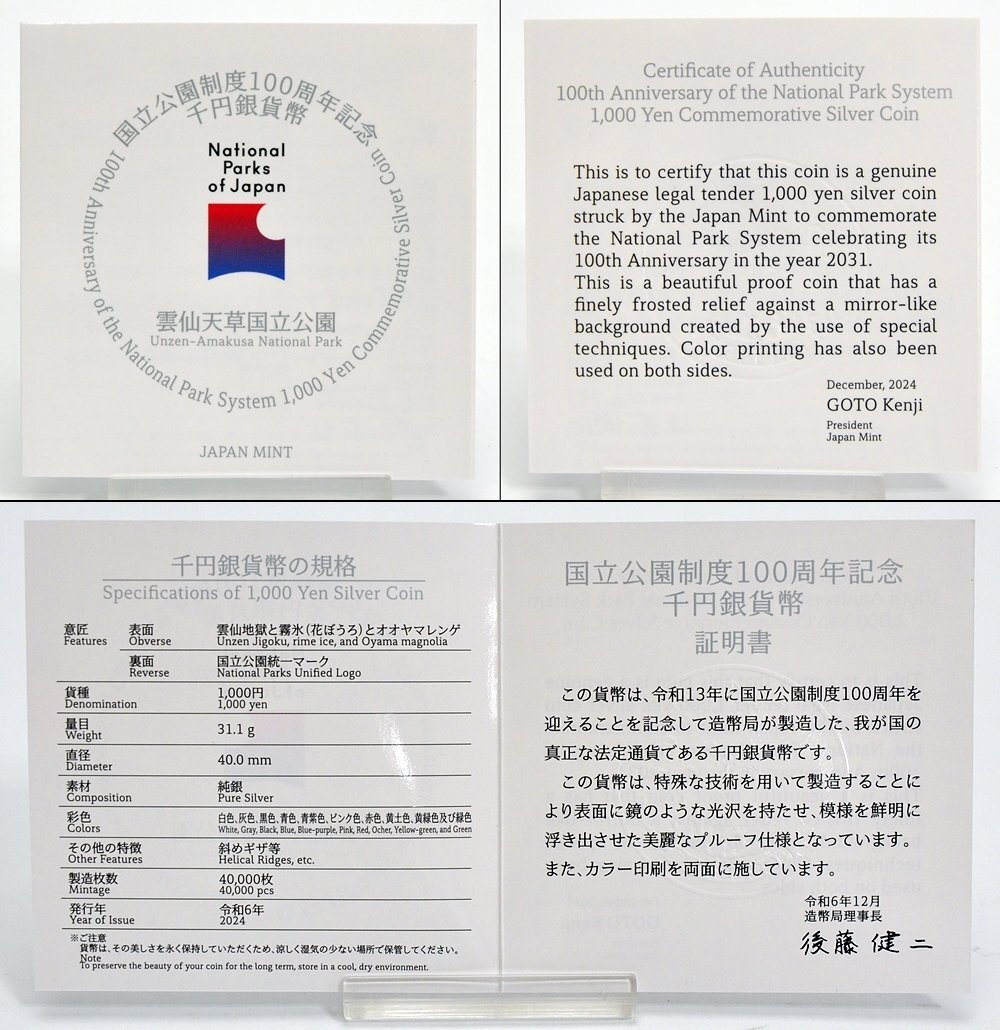 国立公園制度100周年記念
千円銀貨幣
National
Parks
of Japan
雲仙天草国立公園
Unzen-Amakusa National Park
100th Anniversary of the National Park System 1,000 Yen Commemorative Silver Coin
JAPAN MINT
Certificate of Authenticity
100th Anniversary of the National Park System
1,000 Yen Commemorative Silver Coin
This is to certify that this coin is a genuine
Japanese legal tender 1,000 yen silver coin
struck by the Japan Mint to commemorate
the National Park System celebrating its
100th Anniversary in the year 2031.
This is a beautiful proof coin that has a
finely frosted relief against a mirror-like
background created by the use of special
techniques. Color printing has also been
used on both sides.
December, 2024
GOTO Kenji
President
Japan Mint
千円銀貨幣の規格
Specifications of 1,000 Yen Silver Coin
意匠 表面 雲仙地獄と霧氷(花ぼうろ)とオオヤマレンゲ
Features Obverse Unzen Jigoku, rime ice, and Oyama magnolia
裏面 国立公園統一マーク
Reverse National Parks Unified Logo
貨種 1,000円
Denomination 1,000 yen
量目
Weight 31.1 g
直径
Diameter 40.0 mm
素材 純銀
Composition Pure Silver
彩色 白色、灰色、黒色、青色、青紫色、ピンク色、赤色、黄土色、黄緑色及び緑色
Colors White, Gray, Black, Blue, Blue-purple, Pink, Red, Ocher, Yellow-green, and Green
その他の特徴 斜めギザ等
Other Features Helical Ridges, etc.
製造枚数 40,000枚
Mintage 40,000 pcs
発行年 令和6年
Year of Issue 2024
※ご注意
貨幣は、その美しさを永く保持していただくため、涼しく湿気の少ない場所で保管してください。
Note
To preserve the beauty of your coin for the long term, store in a cool, dry environment.
国立公園制度100周年記念
千円銀貨幣
証明書
この貨幣は、令和13年に国立公園制度100周年を
迎えることを記念して造幣局が製造した、我が国の
真正な法定通貨である千円銀貨幣です。
この貨幣は、特殊な技術を用いて製造することに
より表面に鏡のような光沢を持たせ、模様を鮮明に
浮き出させた美麗なプルーフ仕様となっています。
また、カラー印刷を両面に施しています。
令和6年12月
造幣局理事長
後藤健二